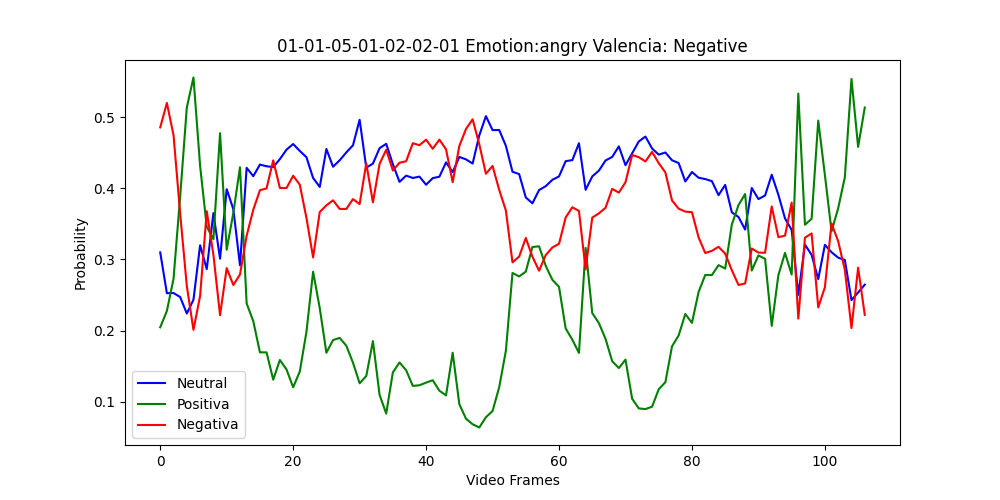 01-01-05-01-02-02-01 Emotion:angry Valencia: Negative
Probability
0.5
0.4
0.3
0.2
0.1
Neutral
Positiva
Negativa
0 20 40 60 80 100
Video Frames